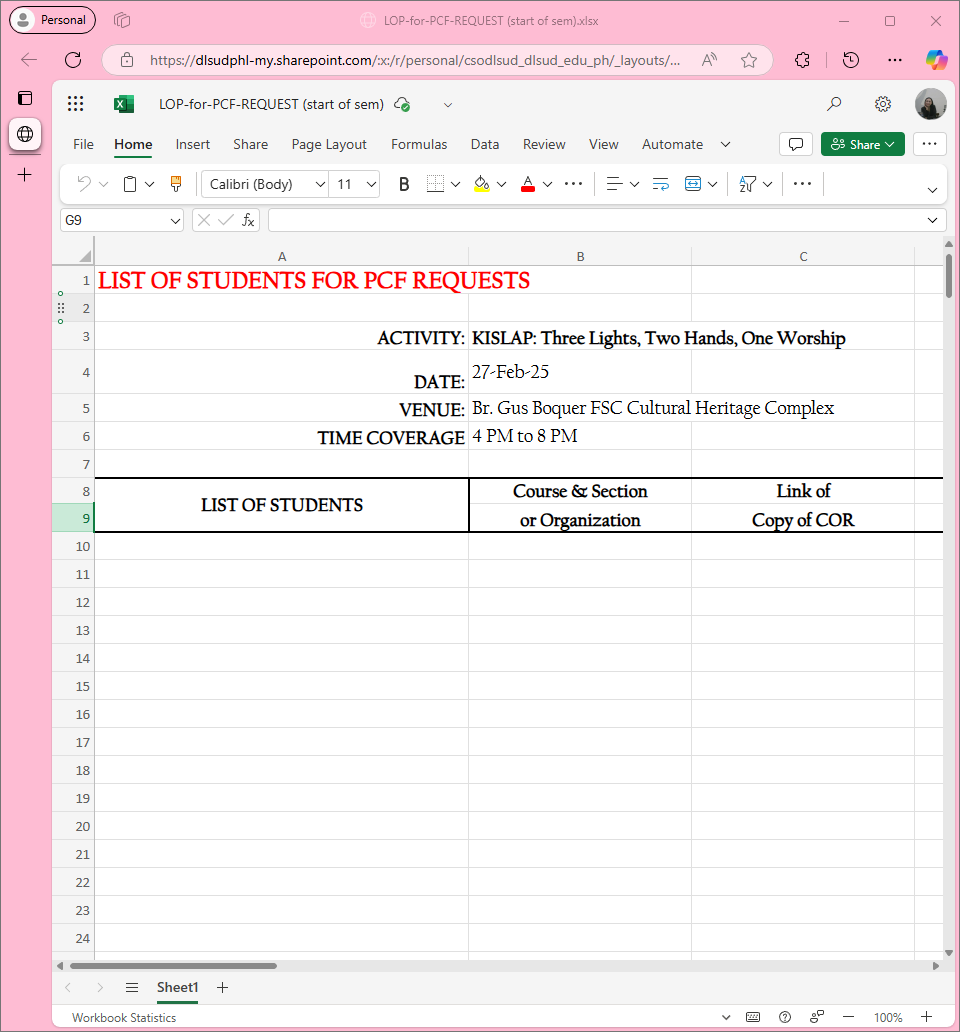 Personal
LOP-for-PCF-REQUEST (start of sem).xlsx
https://dlsudphl-my.sharepoint.com/:x:/r/personal/csodlsud_dlsud_edu_ph/_layouts/...
LOP-for-PCF-REQUEST (start of sem)
File Home Insert Share Page Layout Formulas Data Review View Automate Share
Calibri (Body) 11 B A
G9 fx
A B C
1 LIST OF STUDENTS FOR PCF REQUESTS
2
3 ACTIVITY: KISLAP: Three Lights, Two Hands, One Worship
4 DATE: 27-Feb-25
5 VENUE: Br. Gus Boquer FSC Cultural Heritage Complex
6 TIME COVERAGE 4 PM to 8 PM
7
8 LIST OF STUDENTS Course & Section Link of
9 or Organization Copy of COR
10
11
12
13
14
15
16
17
18
19
20
21
22
23
24
Sheet1
Workbook Statistics 100%